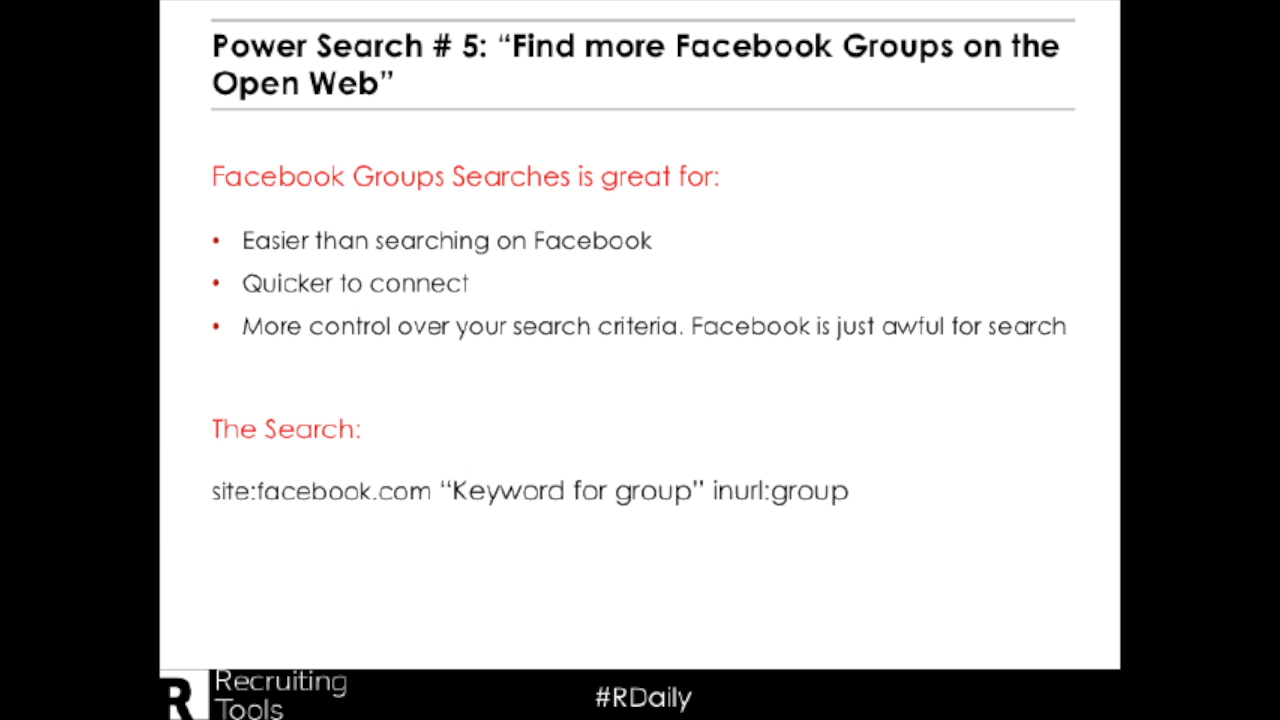 Power Search # 5: “Find more Facebook Groups on the
Open Web”
Facebook Groups Searches is great for:
• Easier than searching on Facebook
• Quicker to connect
• More control over your search criteria. Facebook is just awful for search
The Search:
site:facebook.com “Keyword for group” inurl:group
R
Recruiting
Tools
#RDaily